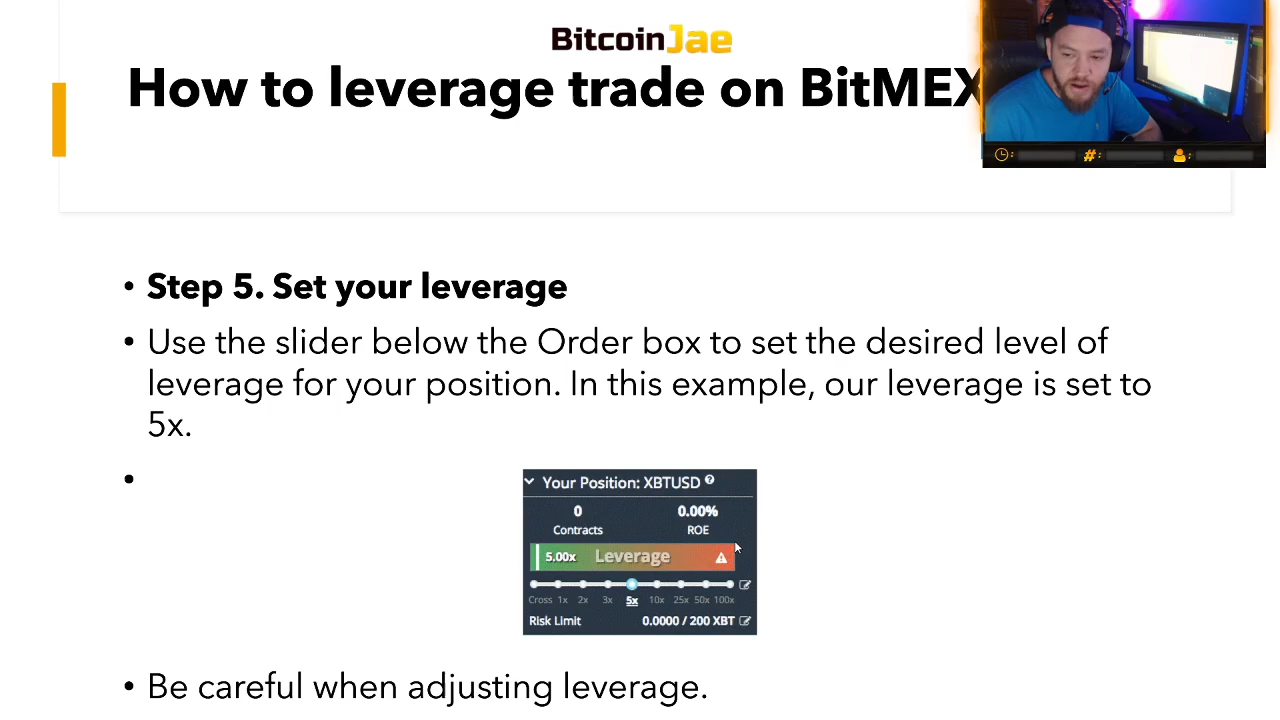 BitcoinJae
How to leverage trade on BitMEX
#:
• Step 5. Set your leverage
• Use the slider below the Order box to set the desired level of
leverage for your position. In this example, our leverage is set to
5x.
•
Your Position: XBTUSD
0 0.00%
Contracts ROE
5.00x Leverage
Cross 1x 2x 3x 5x 10x 25x 50x 100x
Risk Limit 0.0000 / 200 XBT
• Be careful when adjusting leverage.